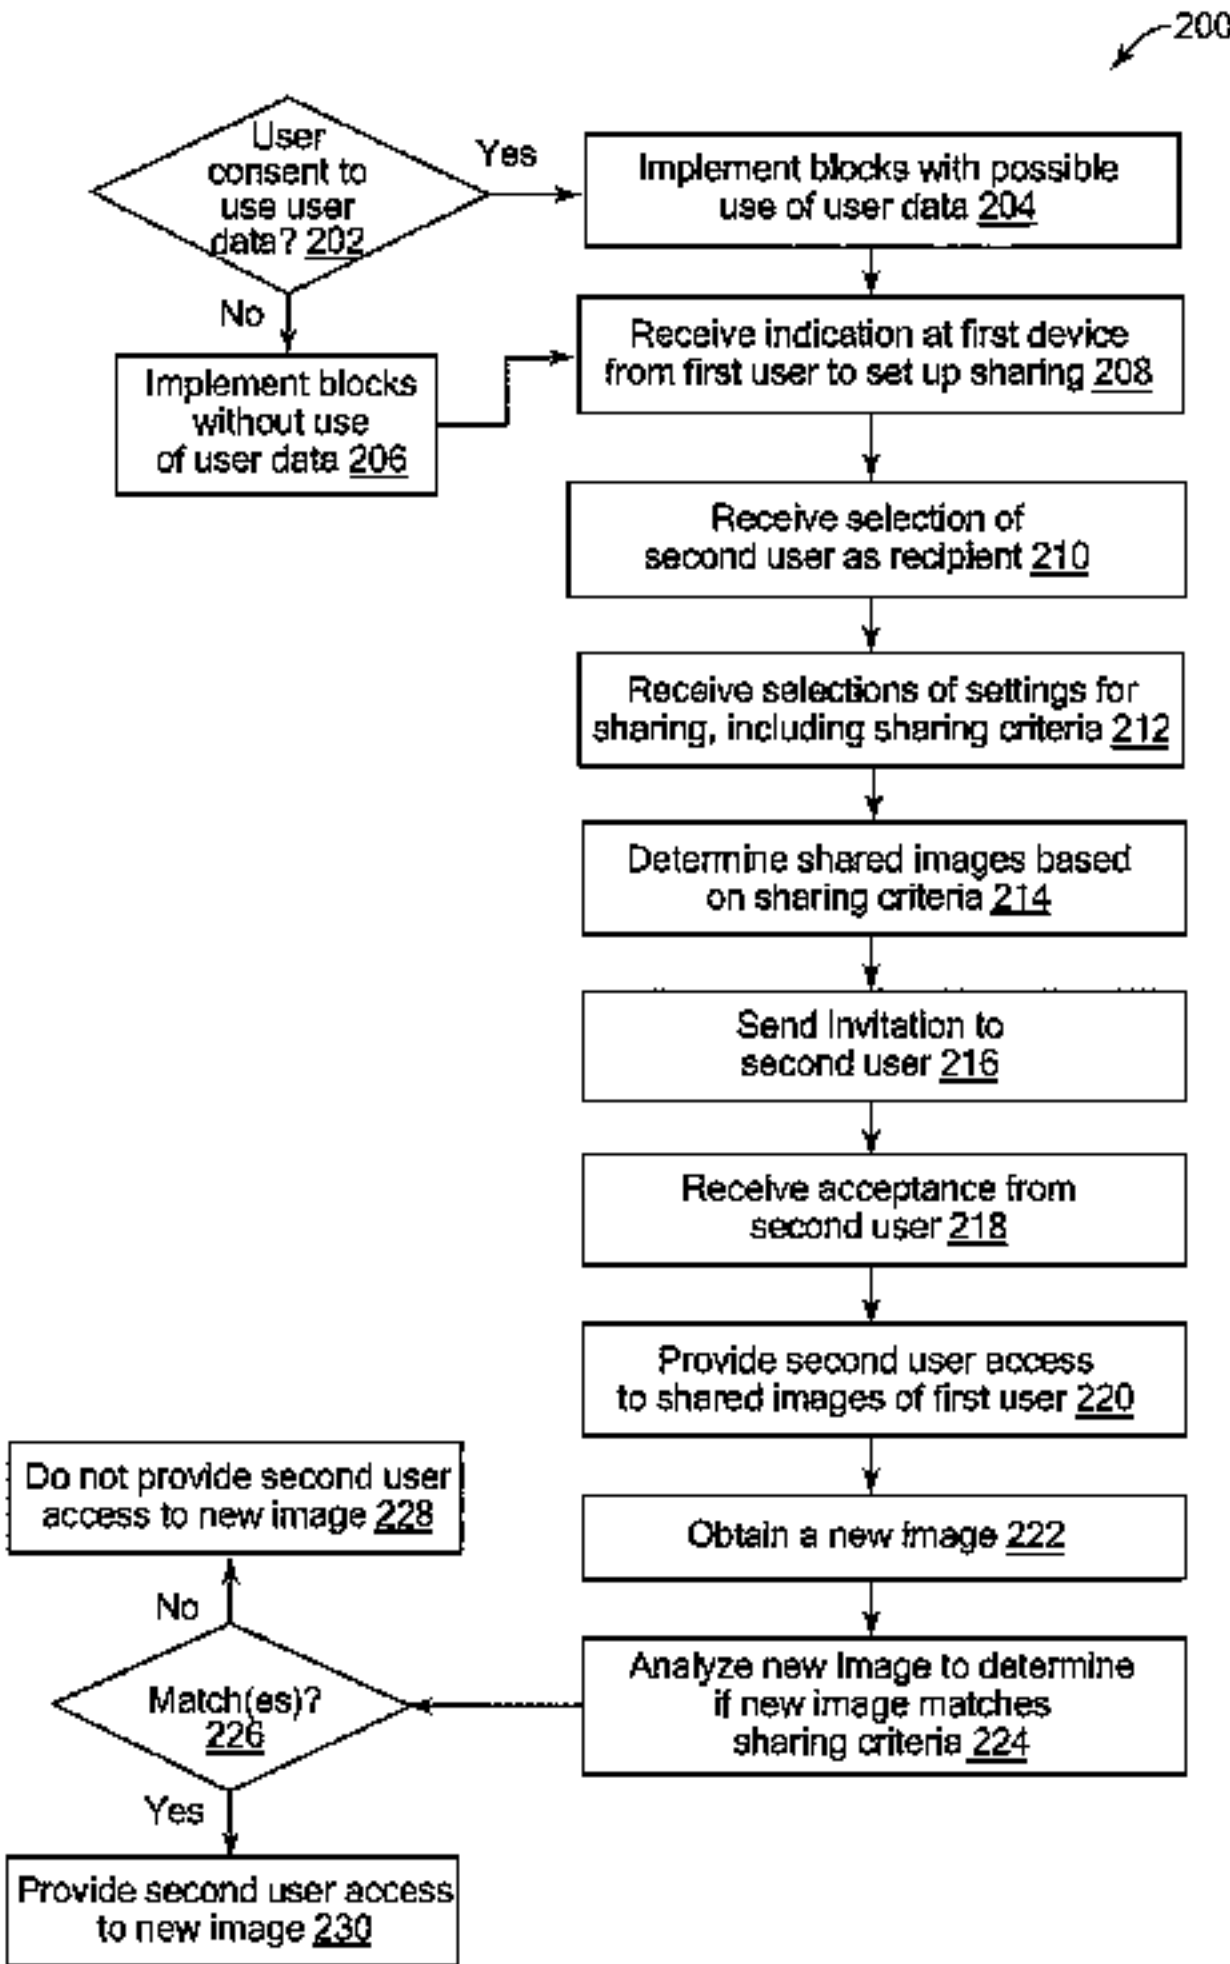 200
User
consent to
use user
data? 202
Yes
Implement blocks with possible
use of user data 204
No
Implement blocks
without use
of user data 206
Receive indication at first device
from first user to set up sharing 208
Receive selection of
second user as recipient 210
Receive selections of settings for
sharing, including sharing criteria 212
Determine shared images based
on sharing criteria 214
Send Invitation to
second user 216
Receive acceptance from
second user 218
Provide second user access
to shared images of first user 220
Obtain a new image 222
Analyze new Image to determine
if new image matches
sharing criteria 224
Match(es)?
226
No
Do not provide second user
access to new image 228
Yes
Provide second user access
to new image 230